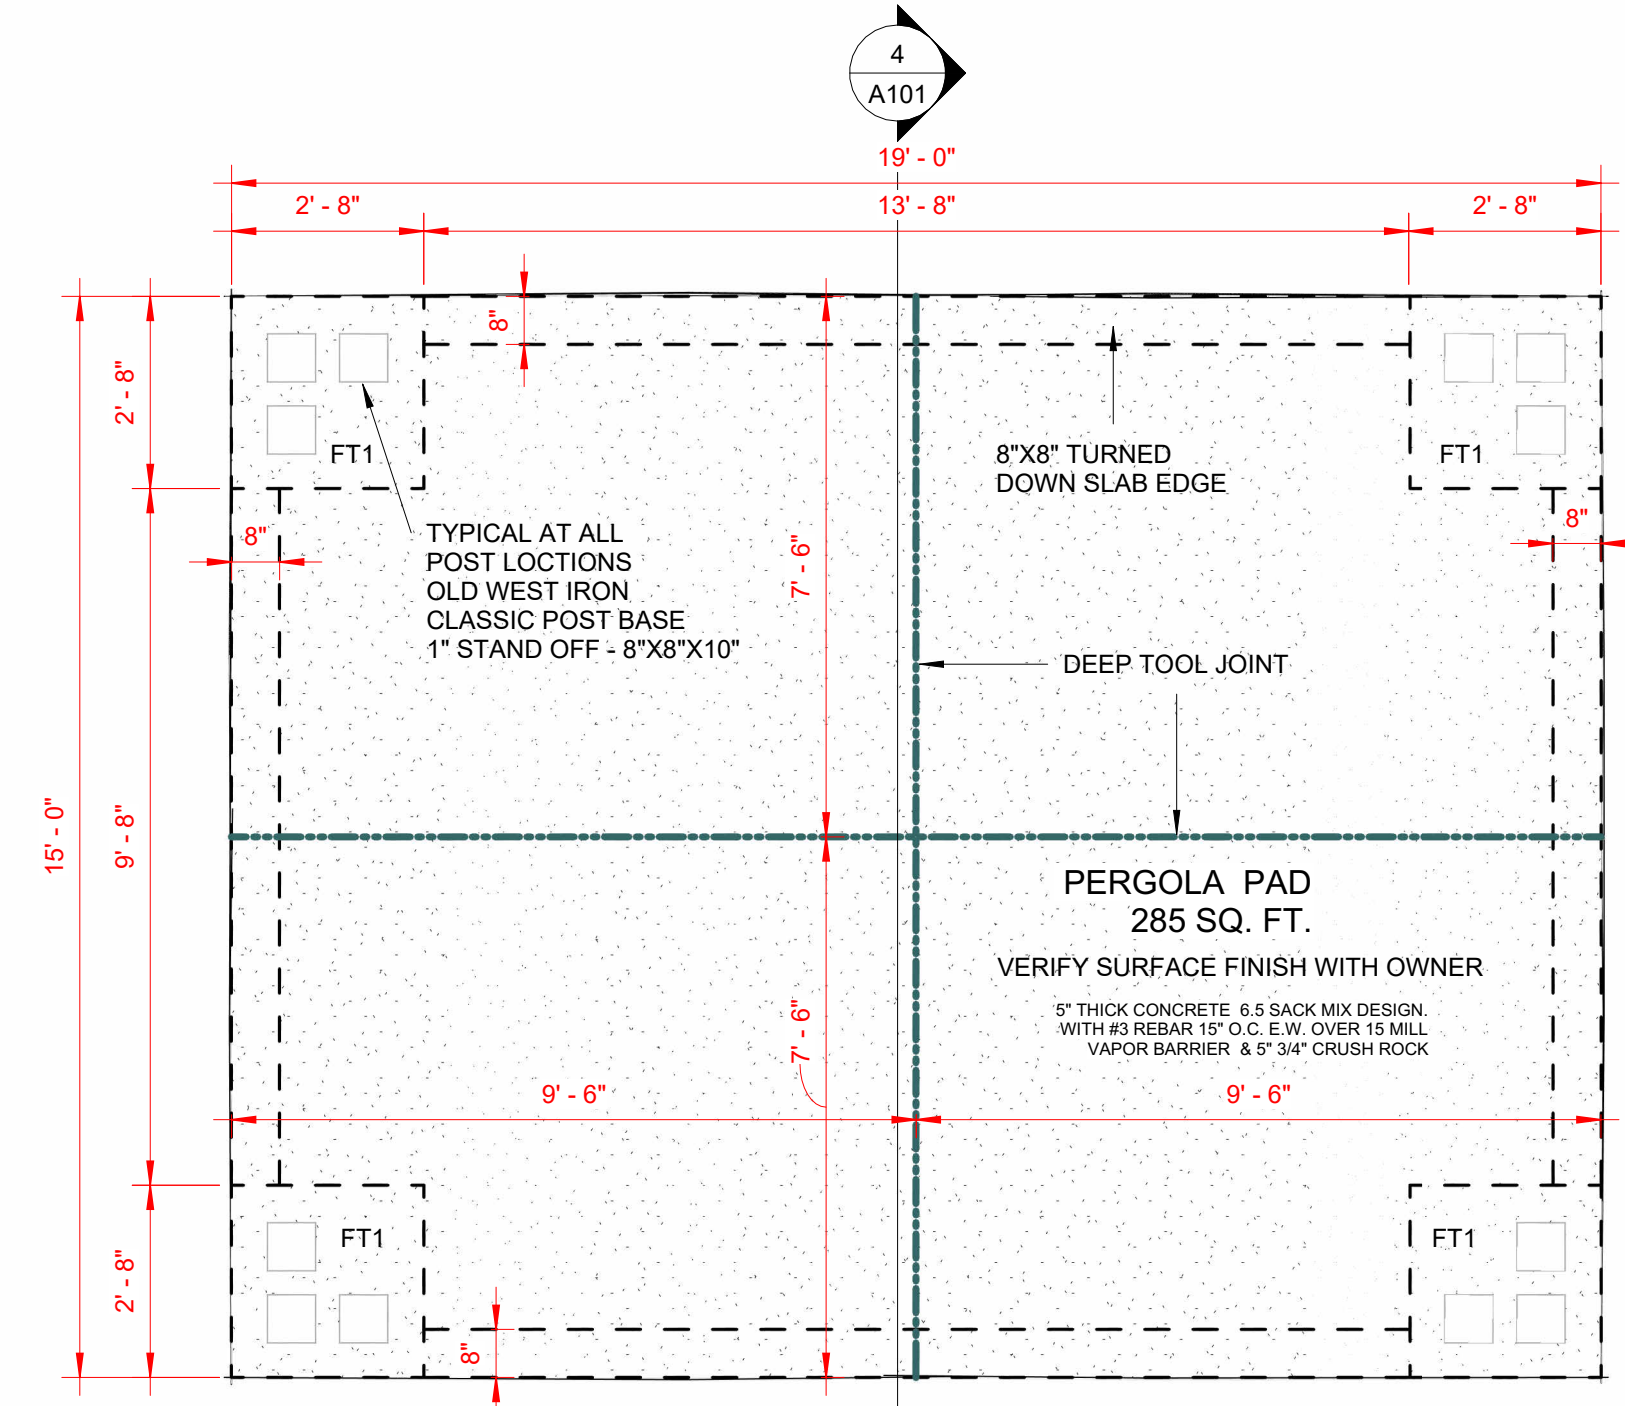 4
A101
19' - 0"
2' - 8"
13' - 8"
2' - 8"
8"
2' - 8"
FT1
8"X8" TURNED
DOWN SLAB EDGE
FT1
8"
8"
TYPICAL AT ALL
POST LOCTIONS
OLD WEST IRON
CLASSIC POST BASE
1" STAND OFF - 8"X8"X10"
7' - 6"
DEEP TOOL JOINT
15' - 0"
9' - 8"
PERGOLA PAD
285 SQ. FT.
VERIFY SURFACE FINISH WITH OWNER
5" THICK CONCRETE 6.5 SACK MIX DESIGN.
WITH #3 REBAR 15" O.C. E.W. OVER 15 MILL
VAPOR BARRIER & 5" 3/4" CRUSH ROCK
7' - 6"
9' - 6"
9' - 6"
2' - 8"
FT1
FT1
8"